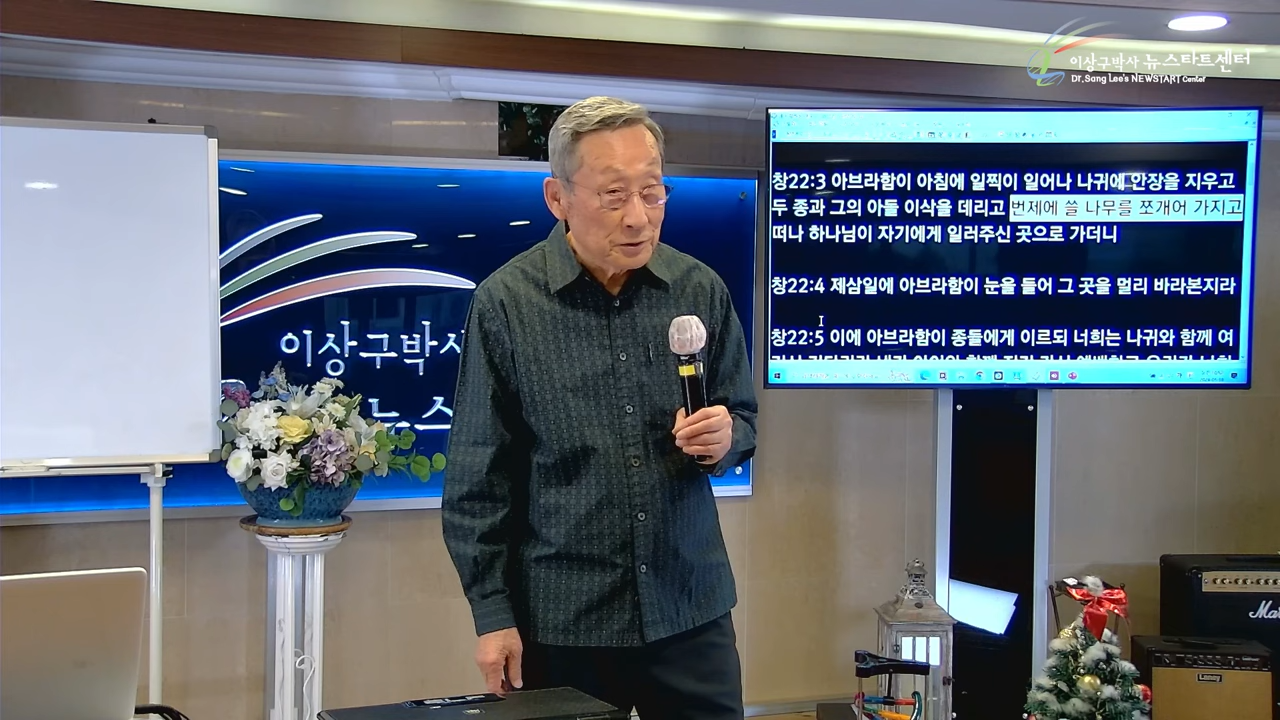 이상구박사 뉴스타트센터
Dr. Sang Lee's NEWSTART Center
창22:3 아브라함이 아침에 일찍이 일어나 나귀에 안장을 지우고
두 종과 그의 아들 이삭을 데리고 번제에 쓸 나무를 쪼개어 가지고
떠나 하나님이 자기에게 일러주신 곳으로 가더니
창22:4 제삼일에 아브라함이 눈을 들어 그 곳을 멀리 바라본지라
창22:5 이에 아브라함이 종들에게 이르되 너희는 나귀와 함께 여
이상구박사
뉴스
Laney